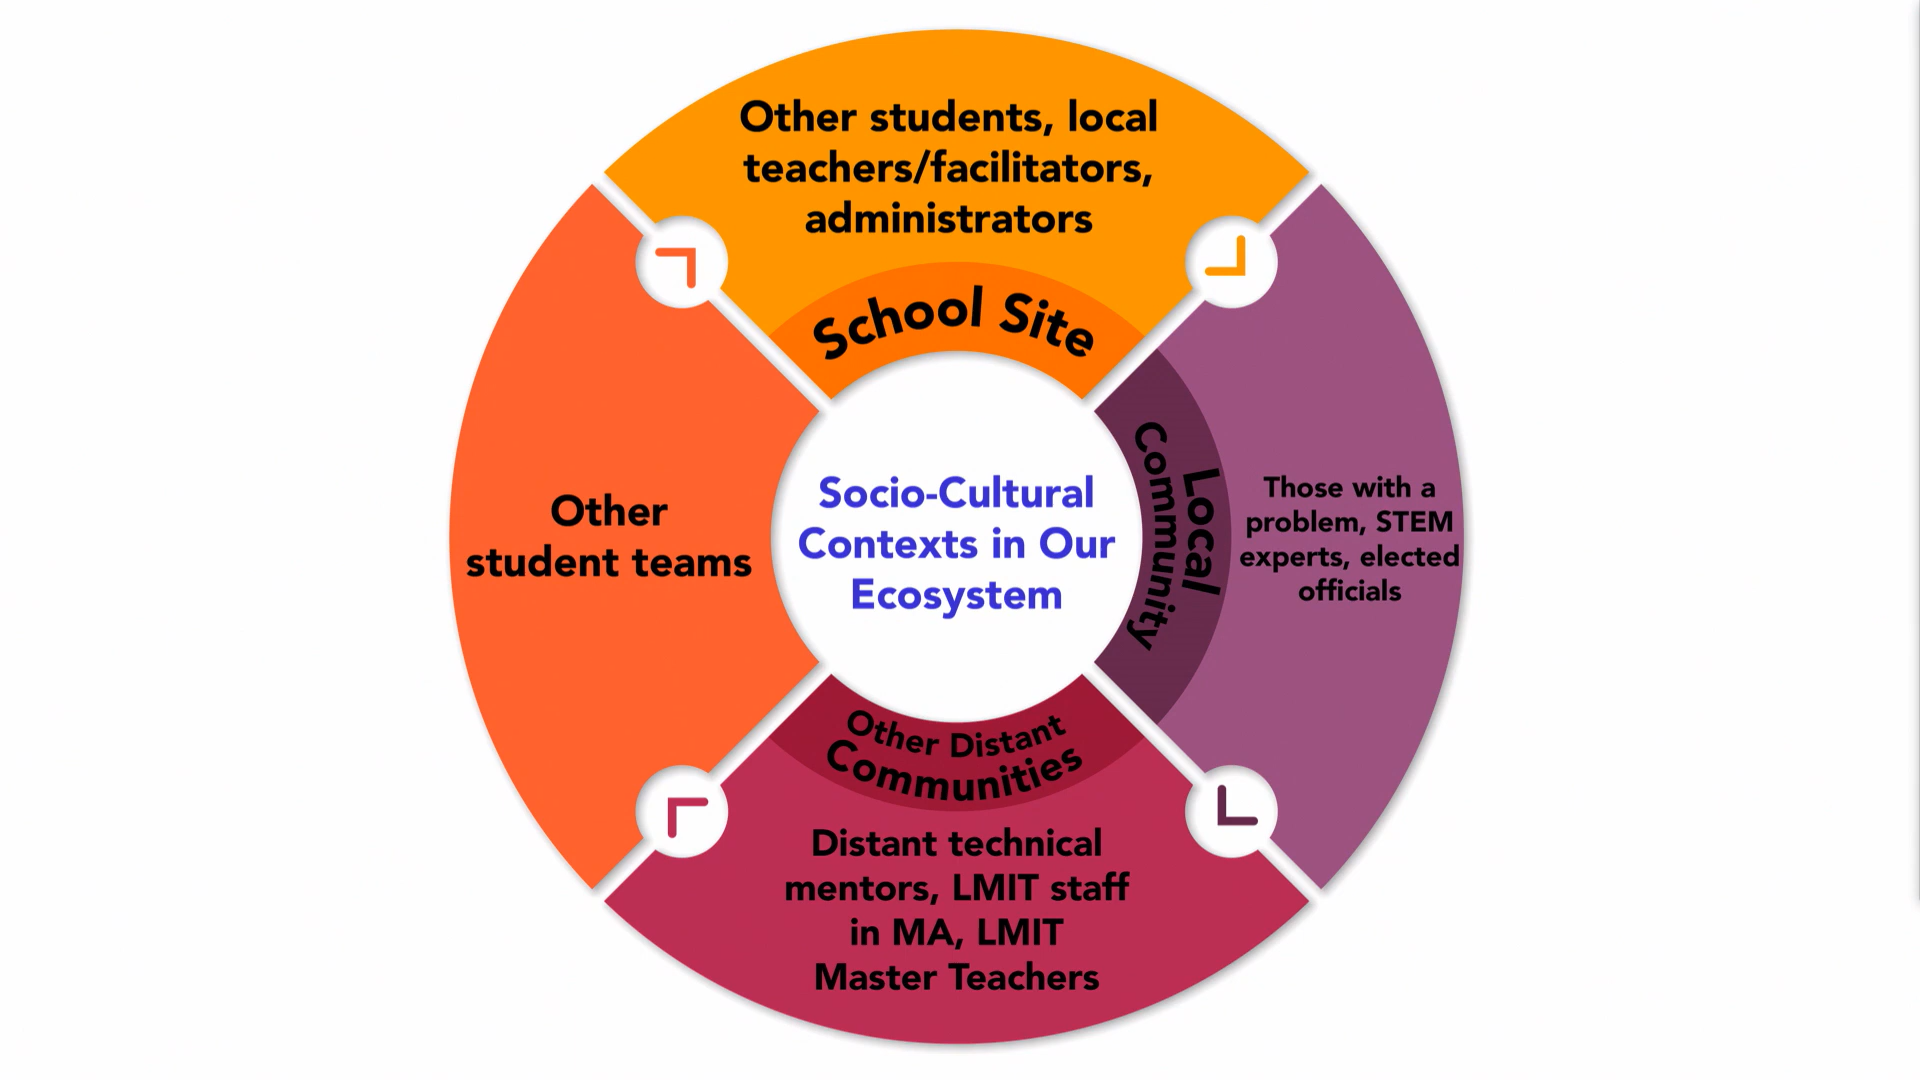 Other students, local
teachers/facilitators,
administrators
School Site
Other
student teams
Socio-Cultural
Contexts in Our
Ecosystem
Local
Community
Those with a
problem, STEM
experts, elected
officials
Other Distant
Communities
Distant technical
mentors, LMIT staff
in MA, LMIT
Master Teachers